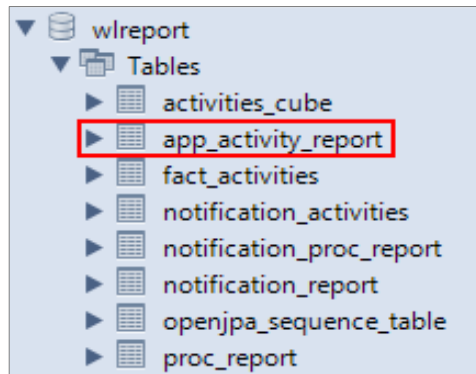 wlreport
Tables
activities_cube
app_activity_report
fact_activities
notification_activities
notification_proc_report
notification_report
openjpa_sequence_table
proc_report